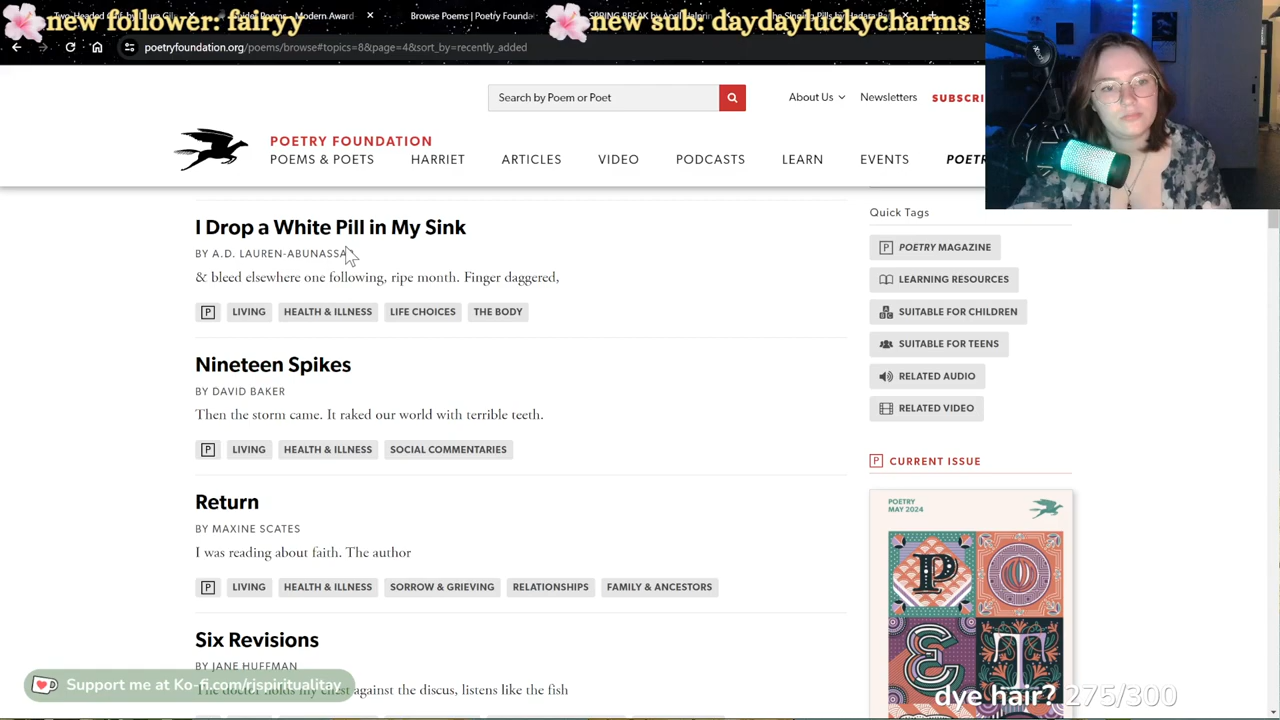 new follower: fairyy
new sub: daydayluckycharms
Browse Poems | Poetry Founda
poetryfoundation.org/poems/browse#topics=8&page=4&sort_by=recently_added
Search by Poem or Poet
About Us
Newsletters
SUBSCRI
POETRY FOUNDATION
POEMS & POETS
HARRIET
ARTICLES
VIDEO
PODCASTS
LEARN
EVENTS
POET
I Drop a White Pill in My Sink
BY A.D. LAUREN-ABUNASSA
& bleed elsewhere one following, ripe month. Finger daggered,
P LIVING HEALTH & ILLNESS LIFE CHOICES THE BODY
Nineteen Spikes
BY DAVID BAKER
Then the storm came. It raked our world with terrible teeth.
P LIVING HEALTH & ILLNESS SOCIAL COMMENTARIES
Return
BY MAXINE SCATES
I was reading about faith. The author
P LIVING HEALTH & ILLNESS SORROW & GRIEVING RELATIONSHIPS FAMILY & ANCESTORS
Six Revisions
BY JANE HUFFMAN
against the discus, listens like the fish
Support me at Ko-fi.com/rjspiritualitay
Quick Tags
P POETRY MAGAZINE
LEARNING RESOURCES
SUITABLE FOR CHILDREN
SUITABLE FOR TEENS
RELATED AUDIO
RELATED VIDEO
P CURRENT ISSUE
POETRY
MAY 2024
P O
E T
dye hair? 275/300